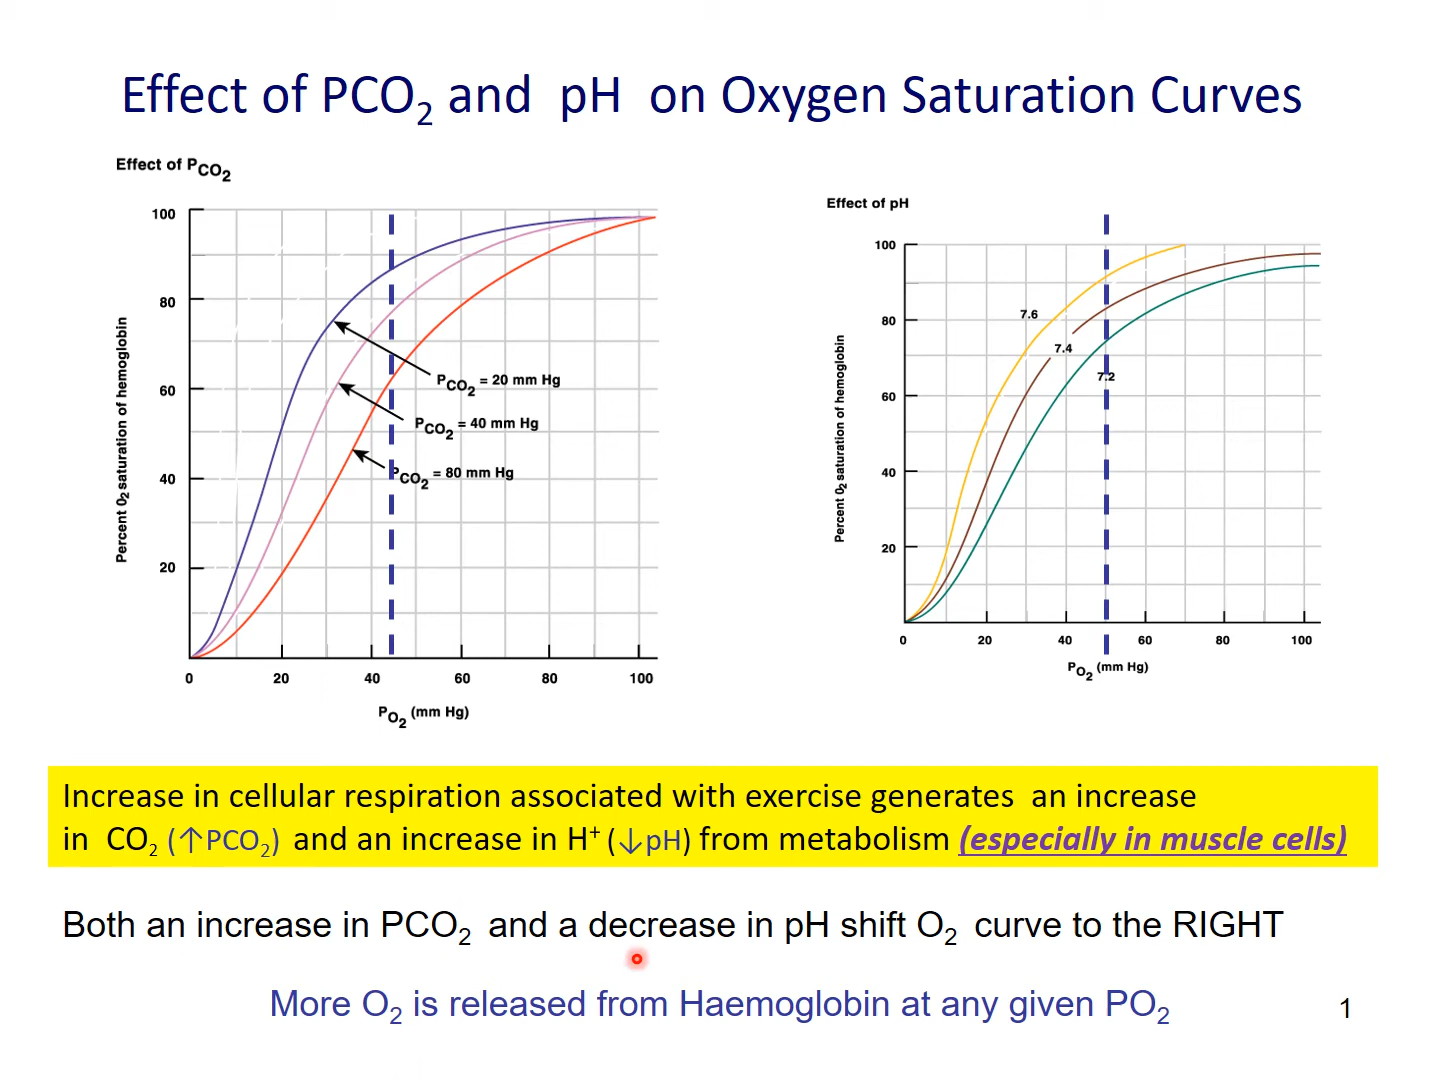 Effect of PCO₂ and pH on Oxygen Saturation Curves
Effect of PCO₂
100
80
60
40
20
Percent 0₂ saturation of hemoglobin
PCO₂ = 20 mm Hg
PCO₂ = 40 mm Hg
PCO₂ = 80 mm Hg
0 20 40 60 80 100
PO₂ (mm Hg)
Effect of pH
100
80
60
40
20
Percent 0₂ saturation of hemoglobin
7.6
7.4
7.2
0 20 40 60 80 100
PO₂ (mm Hg)
Increase in cellular respiration associated with exercise generates an increase
in CO₂ (↑PCO₂) and an increase in H⁺ (↓pH) from metabolism (especially in muscle cells)
Both an increase in PCO₂ and a decrease in pH shift O₂ curve to the RIGHT
More O₂ is released from Haemoglobin at any given PO₂
1